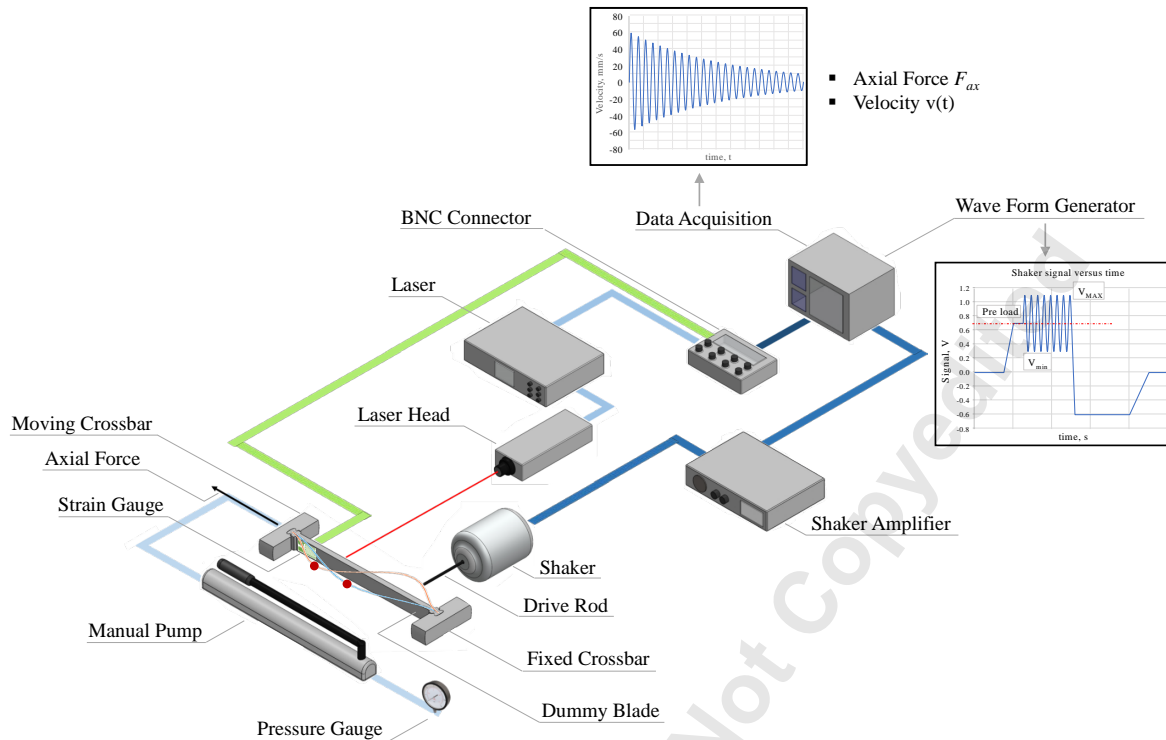 80
60
40
20
0
-20
-40
-60
-80
Velocity, mm/s
time, t
■ Axial Force Fax
■ Velocity v(t)
BNC Connector
Data Acquisition
Wave Form Generator
Laser
Shaker signal versus time
1.2
1.0
0.8
0.6
0.4
0.2
0.0
-0.2
-0.4
-0.6
-0.8
Signal, V
Pre load
VMAX
Vmin
time, s
Laser Head
Moving Crossbar
Axial Force
Strain Gauge
Shaker Amplifier
Shaker
Drive Rod
Manual Pump
Fixed Crossbar
Dummy Blade
Pressure Gauge
Not Copyedited